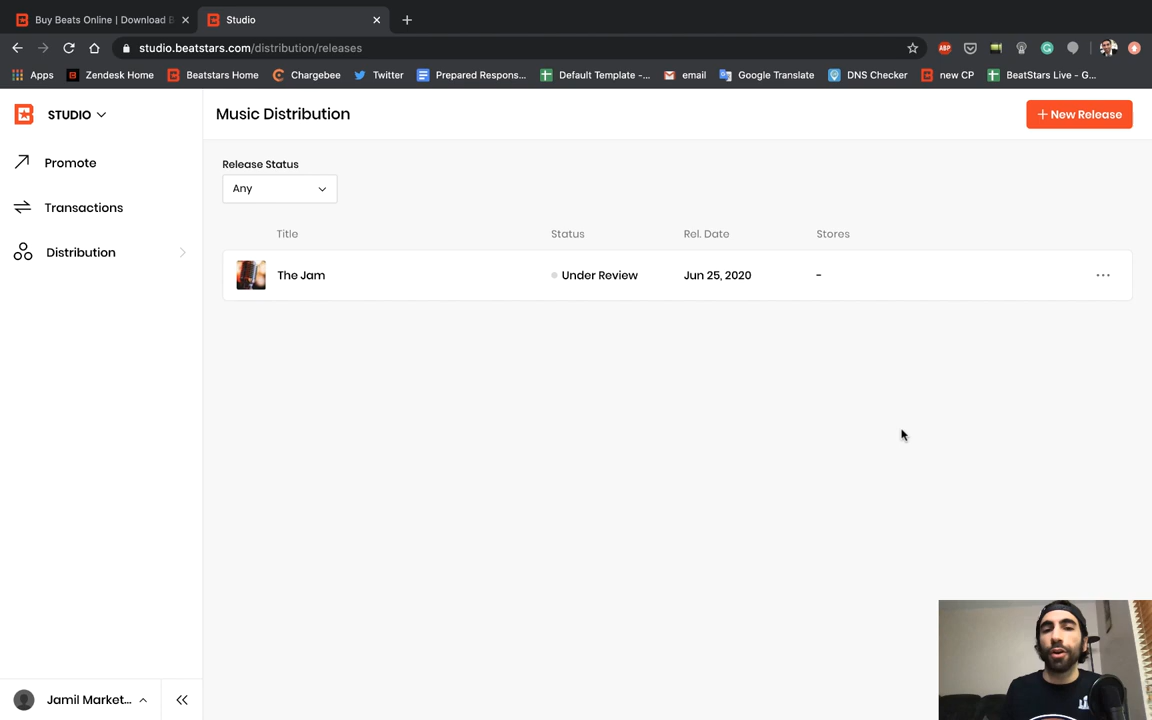 Buy Beats Online | Download B
Studio
studio.beatstars.com/distribution/releases
ABP
Apps
Zendesk Home
Beatstars Home
Chargebee
Twitter
Prepared Respons...
Default Template -...
email
Google Translate
DNS Checker
new CP
BeatStars Live - G...
STUDIO
Music Distribution
+ New Release
Promote
Transactions
Distribution
Release Status
Any
Title Status Rel. Date Stores
The Jam Under Review Jun 25, 2020 -
Jamil Market...